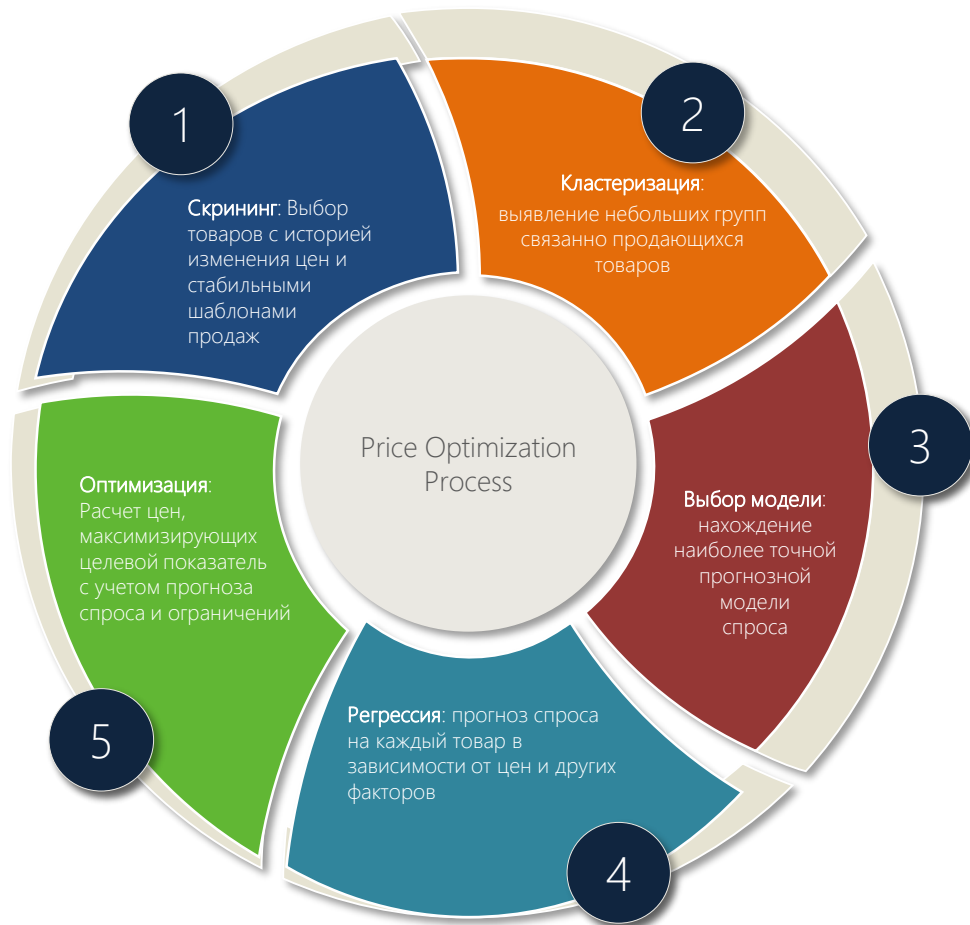 1
Скрининг: Выбор
товаров с историей
изменения цен и
стабильными
шаблонами
продаж
2
Кластеризация:
выявление небольших групп
связанно продающихся
товаров
3
Выбор модели:
нахождение
наиболее точной
прогнозной
модели
спроса
4
Регрессия: прогноз спроса
на каждый товар в
зависимости от цен и других
факторов
5
Оптимизация:
Расчет цен,
максимизирующих
целевой показатель
с учетом прогноза
спроса и ограничений
Price Optimization
Process